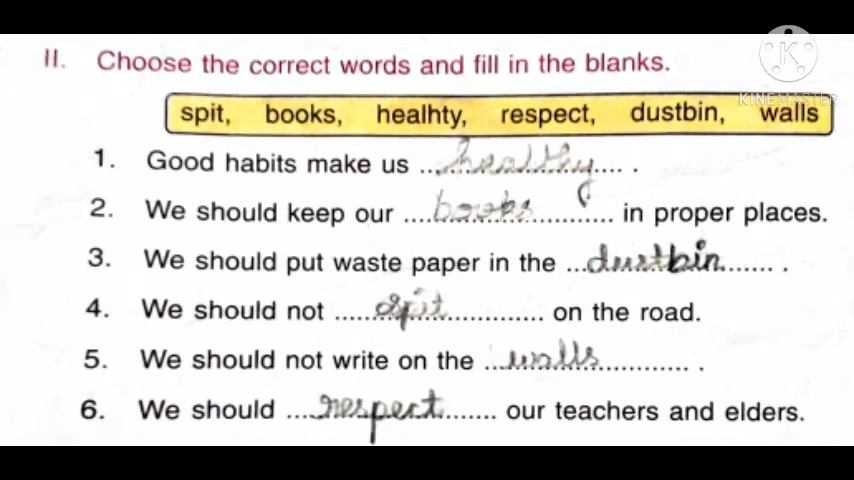 II. Choose the correct words and fill in the blanks.
KINEMASTER
spit, books, healhty, respect, dustbin, walls
1. Good habits make us ...healthy... .
2. We should keep our ...books... in proper places.
3. We should put waste paper in the ...dustbin... .
4. We should not ...spit... on the road.
5. We should not write on the ...walls... .
6. We should ...respect... our teachers and elders.